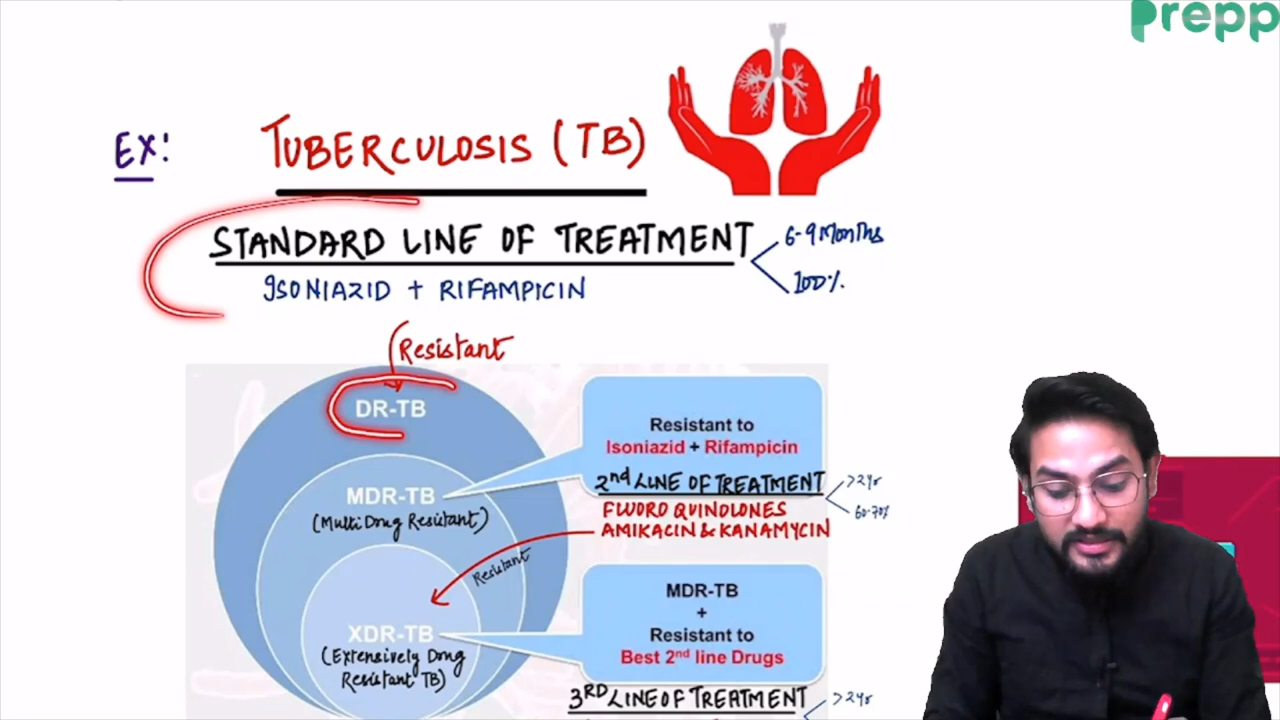 Prepp
EX:
TUBERCULOSIS (TB)
STANDARD LINE OF TREATMENT
6-9 Months
100%
ISONIAZID + RIFAMPICIN
Resistant
DR-TB
Resistant to
Isoniazid + Rifampicin
2nd LINE OF TREATMENT
>2yr
60-70%
FLUORO QUINOLONES
AMIKACIN & KANAMYCIN
MDR-TB
(Multi Drug Resistant)
Resistant
MDR-TB
+
Resistant to
Best 2nd line Drugs
XDR-TB
(Extensively Drug
Resistant TB)
3RD LINE OF TREATMENT
>2yr